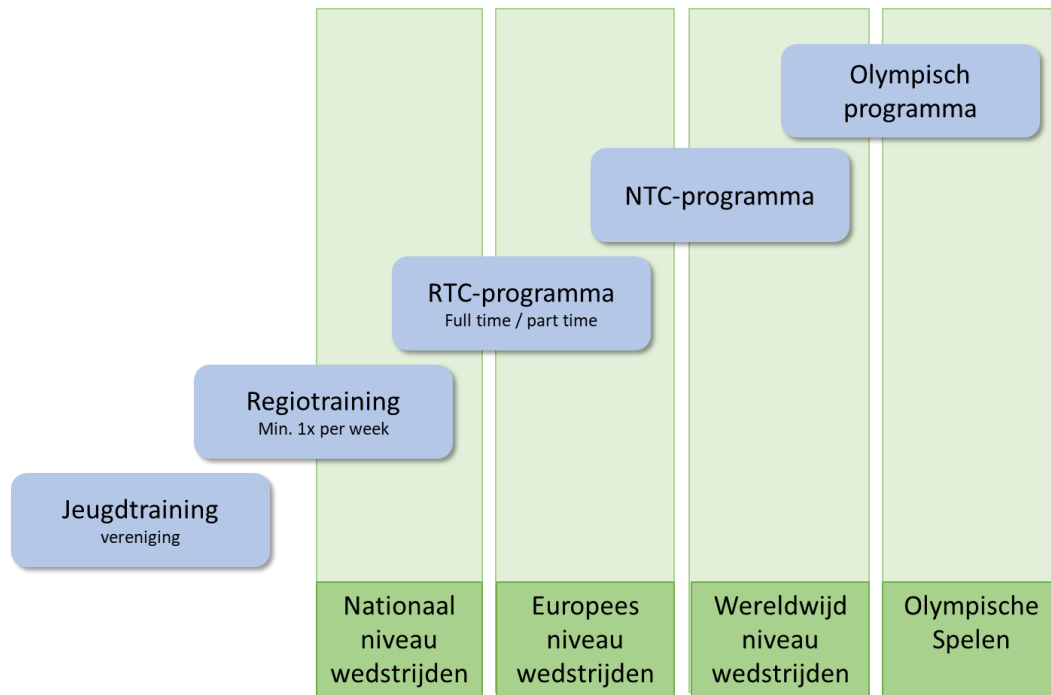 Olympisch
programma
NTC-programma
RTC-programma
Full time / part time
Regiotraining
Min. 1x per week
Jeugdtraining
vereniging
Nationaal
niveau
wedstrijden
Europees
niveau
wedstrijden
Wereldwijd
niveau
wedstrijden
Olympische
Spelen